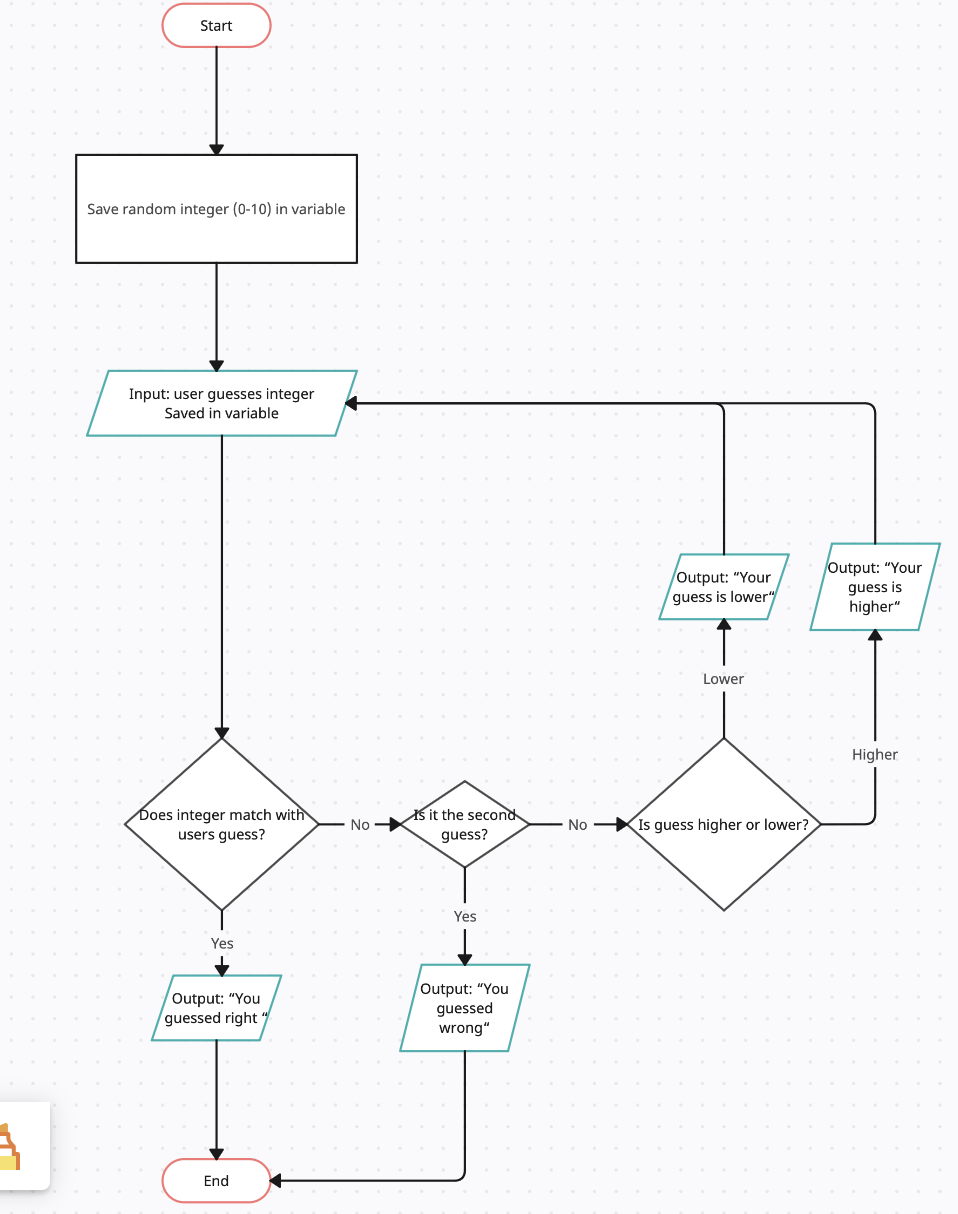 Start
Save random integer (0-10) in variable
Input: user guesses integer
Saved in variable
Output: “Your
guess is lower“
Output: “Your
guess is
higher“
Lower
Higher
Does integer match with
users guess?
No
Is it the second
guess?
No
Is guess higher or lower?
Yes
Yes
Output: “You
guessed right “
Output: “You
guessed
wrong“
End